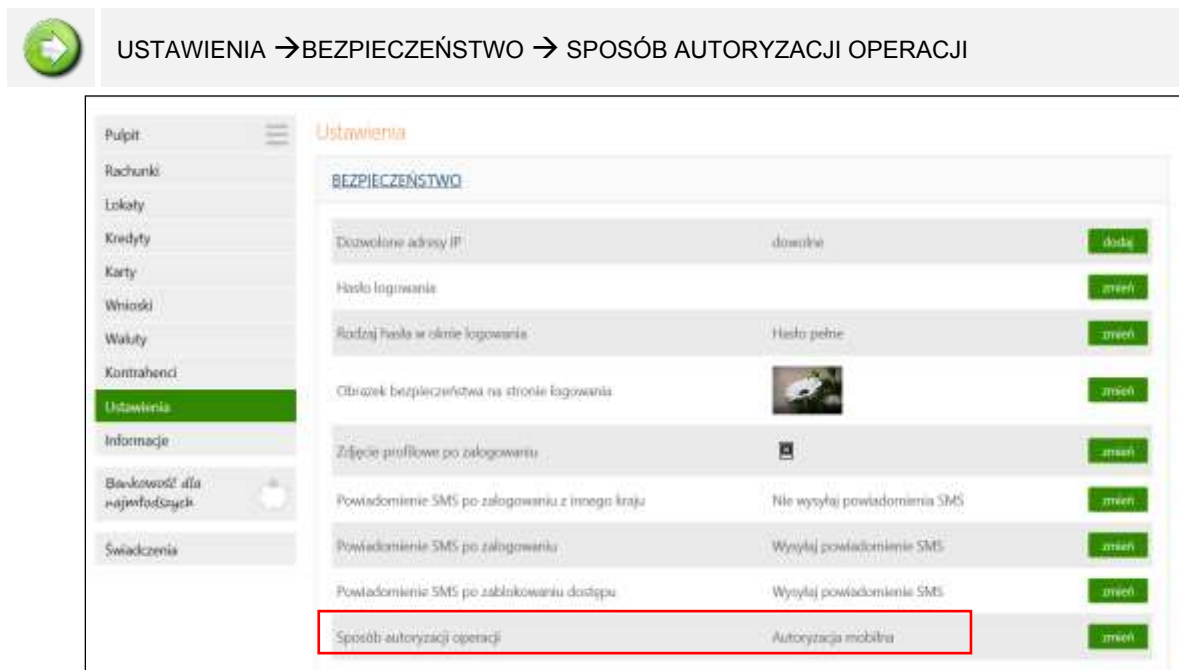 USTAWIENIA →BEZPIECZEŃSTWO → SPOSÓB AUTORYZACJI OPERACJI
Pulpit
Rachunki
Lokaty
Kredyty
Karty
Wnioski
Waluty
Kontrahenci
Ustawienia
Informacje
Bankowość dla
najmłodszych
Świadczenia
Ustawienia
BEZPIECZEŃSTWO
Dozwolone adresy IP dowolne dodaj
Hasło logowania zmień
Rodzaj hasła w oknie logowania Hasło pełne zmień
Obrazek bezpieczeństwa na stronie logowania zmień
Zdjęcie profilowe po zalogowaniu zmień
Powiadomienie SMS po zalogowaniu z innego kraju Nie wysyłaj powiadomienia SMS zmień
Powiadomienie SMS po zalogowaniu Wysyłaj powiadomienie SMS zmień
Powiadomienie SMS po zablokowaniu dostępu Wysyłaj powiadomienie SMS zmień
Sposób autoryzacji operacji Autoryzacja mobilna zmień